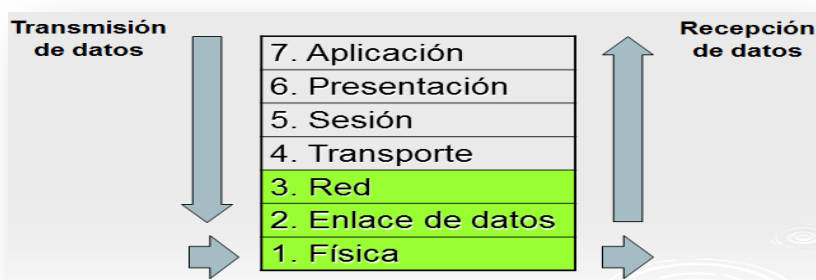 Transmisión
de datos
7. Aplicación
6. Presentación
5. Sesión
4. Transporte
3. Red
2. Enlace de datos
1. Física
Recepción
de datos